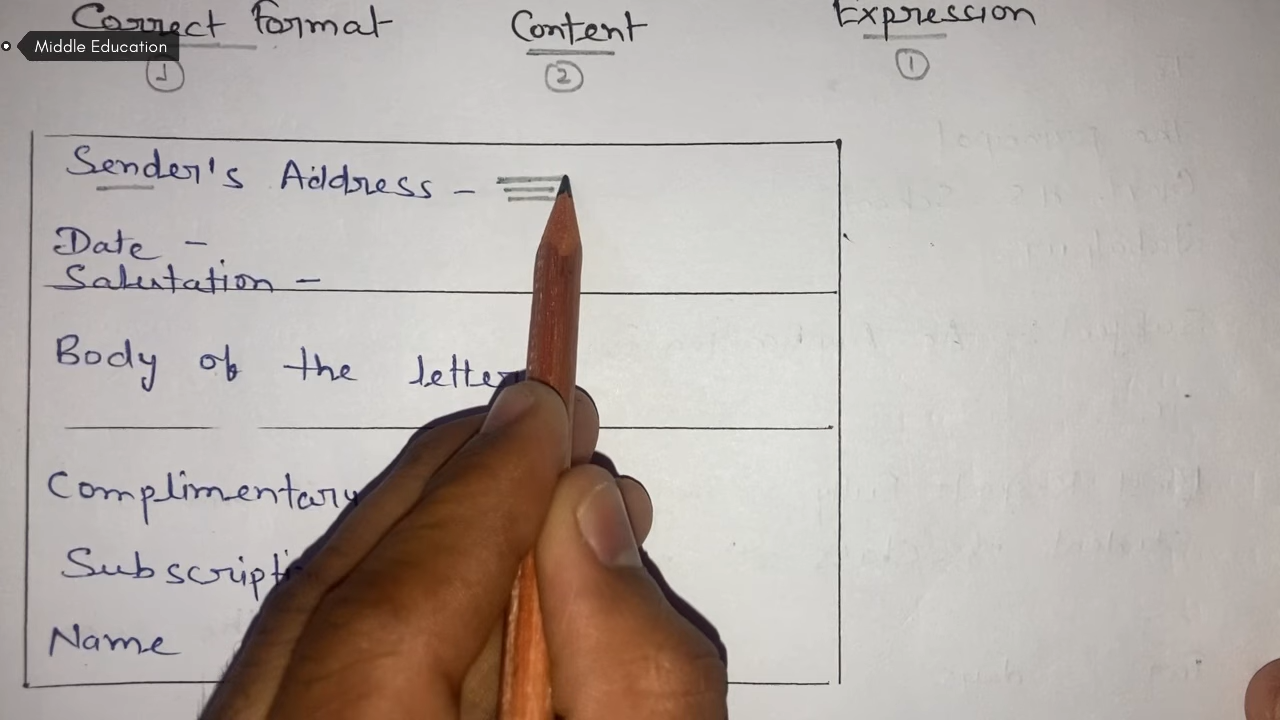 Correct Format Content Expression
Middle Education
1 2 1
Sender's Address -
Date -
Salutation -
Body of the letter
Complimentary
Name